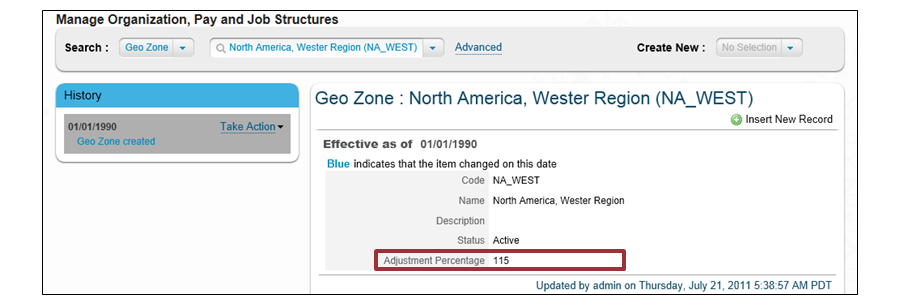 Manage Organization, Pay and Job Structures
Search : Geo Zone North America, Wester Region (NA_WEST) Advanced Create New : No Selection
History
01/01/1990 Take Action
Geo Zone created
Geo Zone : North America, Wester Region (NA_WEST)
Insert New Record
Effective as of 01/01/1990
Blue indicates that the item changed on this date
Code NA_WEST
Name North America, Wester Region
Description
Status Active
Adjustment Percentage 115
Updated by admin on Thursday, July 21, 2011 5:38:57 AM PDT